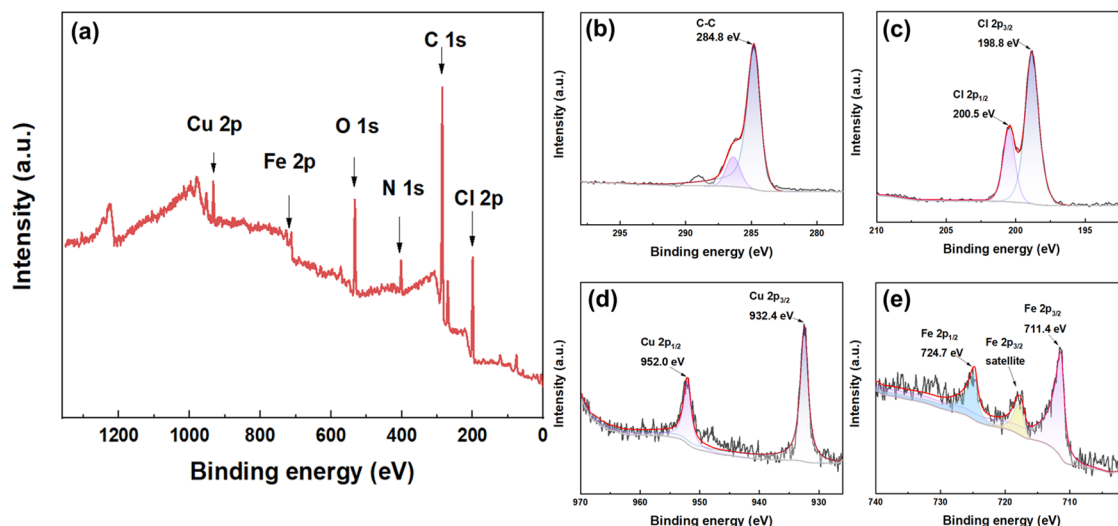 (a)
C 1s
Cu 2p
O 1s
Fe 2p
N 1s
Cl 2p
Intensity (a.u.)
1200 1000 800 600 400 200 0
Binding energy (eV)
(b)
C-C
284.8 eV
Intensity (a.u.)
295 290 285 280
Binding energy (eV)
(c)
Cl 2p3/2
198.8 eV
Cl 2p1/2
200.5 eV
Intensity (a.u.)
210 205 200 195
Binding energy (eV)
(d)
Cu 2p3/2
932.4 eV
Cu 2p1/2
952.0 eV
Intensity (a.u.)
970 960 950 940 930
Binding energy (eV)
(e)
Fe 2p3/2
711.4 eV
Fe 2p1/2
724.7 eV
Fe 2p3/2
satellite
Intensity (a.u.)
740 730 720 710
Binding energy (eV)